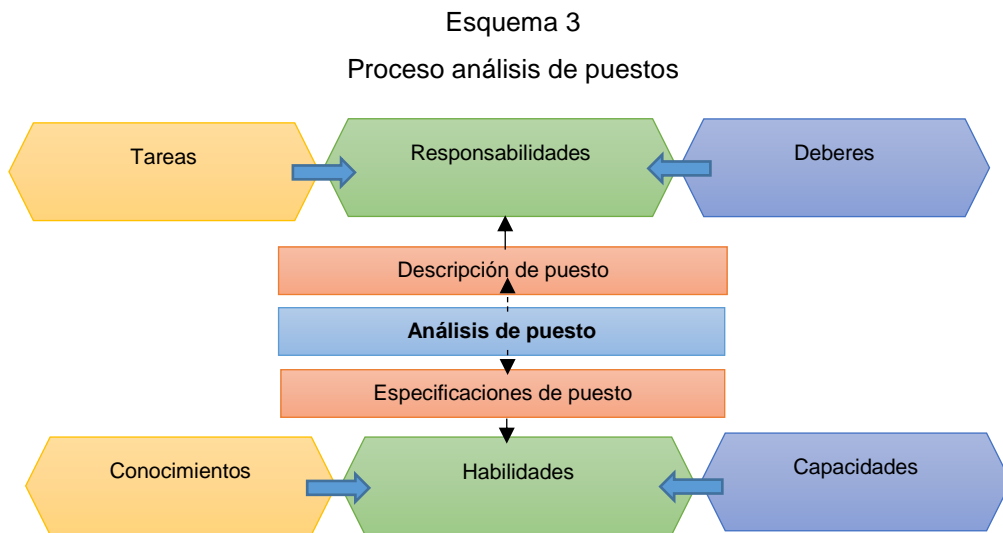 Esquema 3
Proceso análisis de puestos
Tareas
Responsabilidades
Deberes
Descripción de puesto
Análisis de puesto
Especificaciones de puesto
Conocimientos
Habilidades
Capacidades